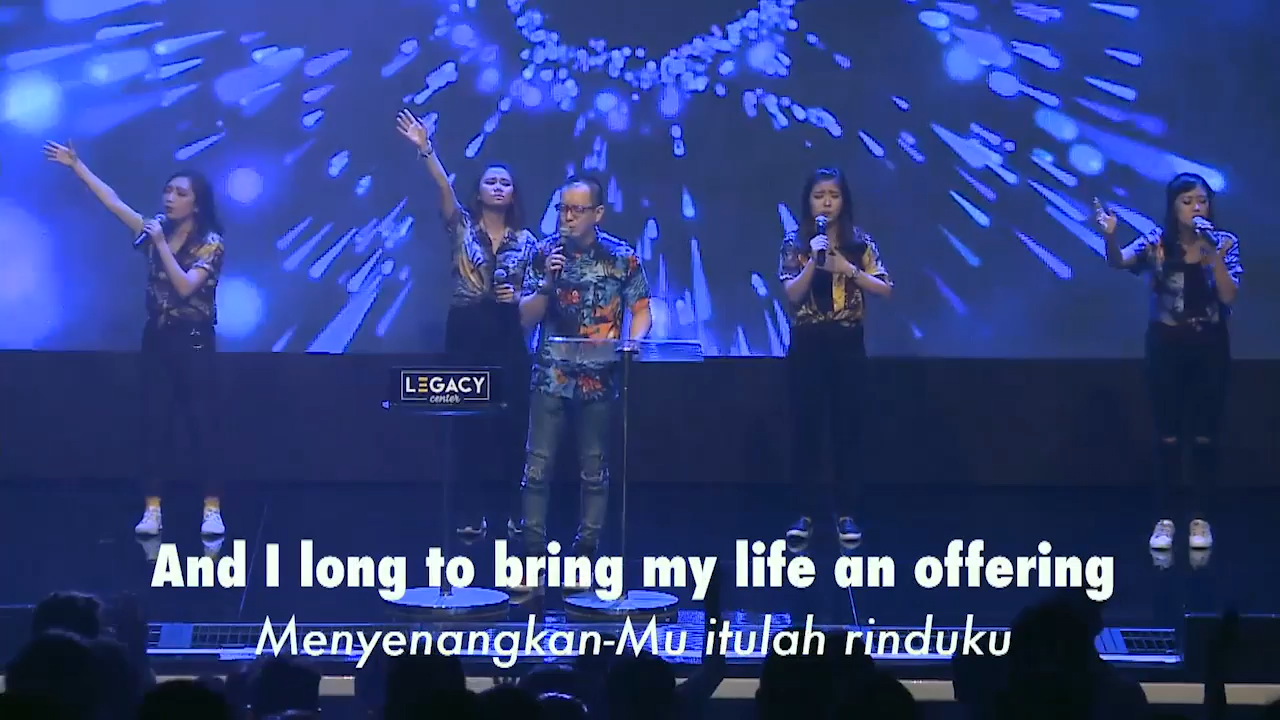 LEGACY
center
And I long to bring my life an offering
Menyenangkan-Mu itulah rinduku